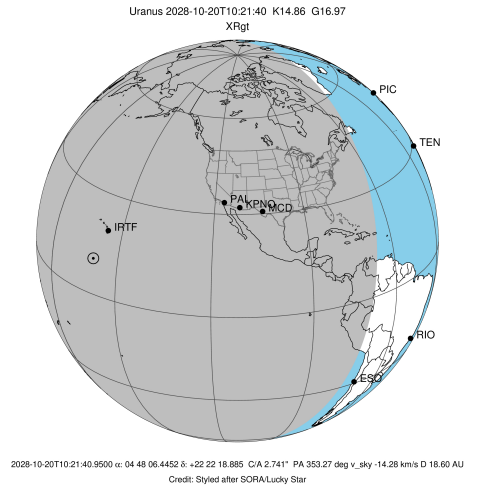 Uranus 2028-10-20T10:21:40 K14.86 G16.97
XRgt
PIC
TEN
PAL
KPNO
MCD
IRTF
RIO
ESO
2028-10-20T10:21:40.9500 α: 04 48 06.4452 δ: +22 22 18.885 C/A 2.741" PA 353.27 deg v_sky -14.28 km/s D 18.60 AU
Credit: Styled after SORA/Lucky Star